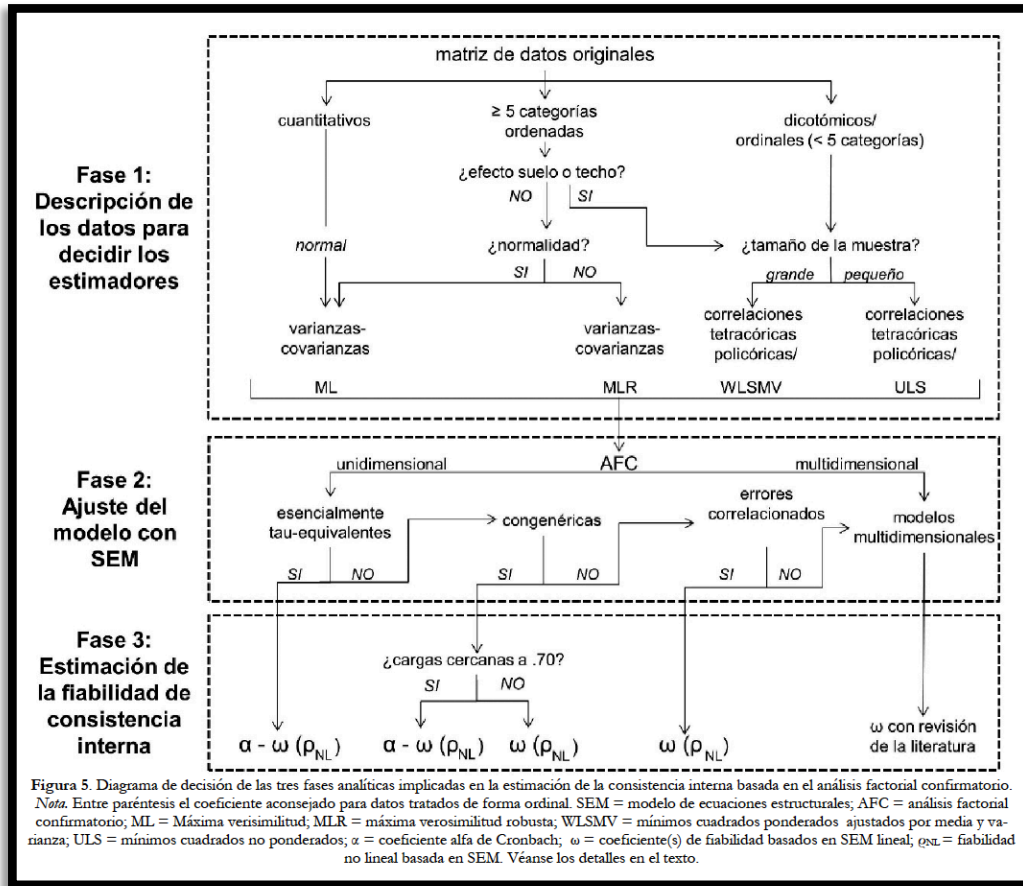 matriz de datos originales
Fase 1:
Descripción de
los datos para
decidir los
estimadores
cuantitativos
≥ 5 categorías
ordenadas
dicotómicos/
ordinales (< 5 categorías)
¿efecto suelo o techo?
NO SI
normal
¿normalidad?
¿tamaño de la muestra?
SI NO
grande pequeño
varianzas-
covarianzas
varianzas-
covarianzas
correlaciones
tetracóricas
policóricas/
correlaciones
tetracóricas
policóricas/
ML MLR WLSMV ULS
Fase 2:
Ajuste del
modelo con
SEM
unidimensional AFC multidimensional
esencialmente
tau-equivalentes
congenéricas
errores
correlacionados
modelos
multidimensionales
SI NO SI NO SI NO
Fase 3:
Estimación de
la fiabilidad de
consistencia
interna
¿cargas cercanas a .70?
SI NO
α - ω (ρNL) α - ω (ρNL) ω (ρNL) ω (ρNL)
ω con revisión
de la literatura
Figura 5. Diagrama de decisión de las tres fases analíticas implicadas en la estimación de la consistencia interna basada en el análisis factorial confirmatorio.
Nota. Entre paréntesis el coeficiente aconsejado para datos tratados de forma ordinal. SEM = modelo de ecuaciones estructurales; AFC = análisis factorial
confirmatorio; ML = Máxima verisimilitud; MLR = máxima verosimilitud robusta; WLSMV = mínimos cuadrados ponderados ajustados por media y va-
rianza; ULS = mínimos cuadrados no ponderados; α = coeficiente alfa de Cronbach; ω = coeficiente(s) de fiabilidad basados en SEM lineal; ρNL = fiabilidad
no lineal basada en SEM. Véanse los detalles en el texto.